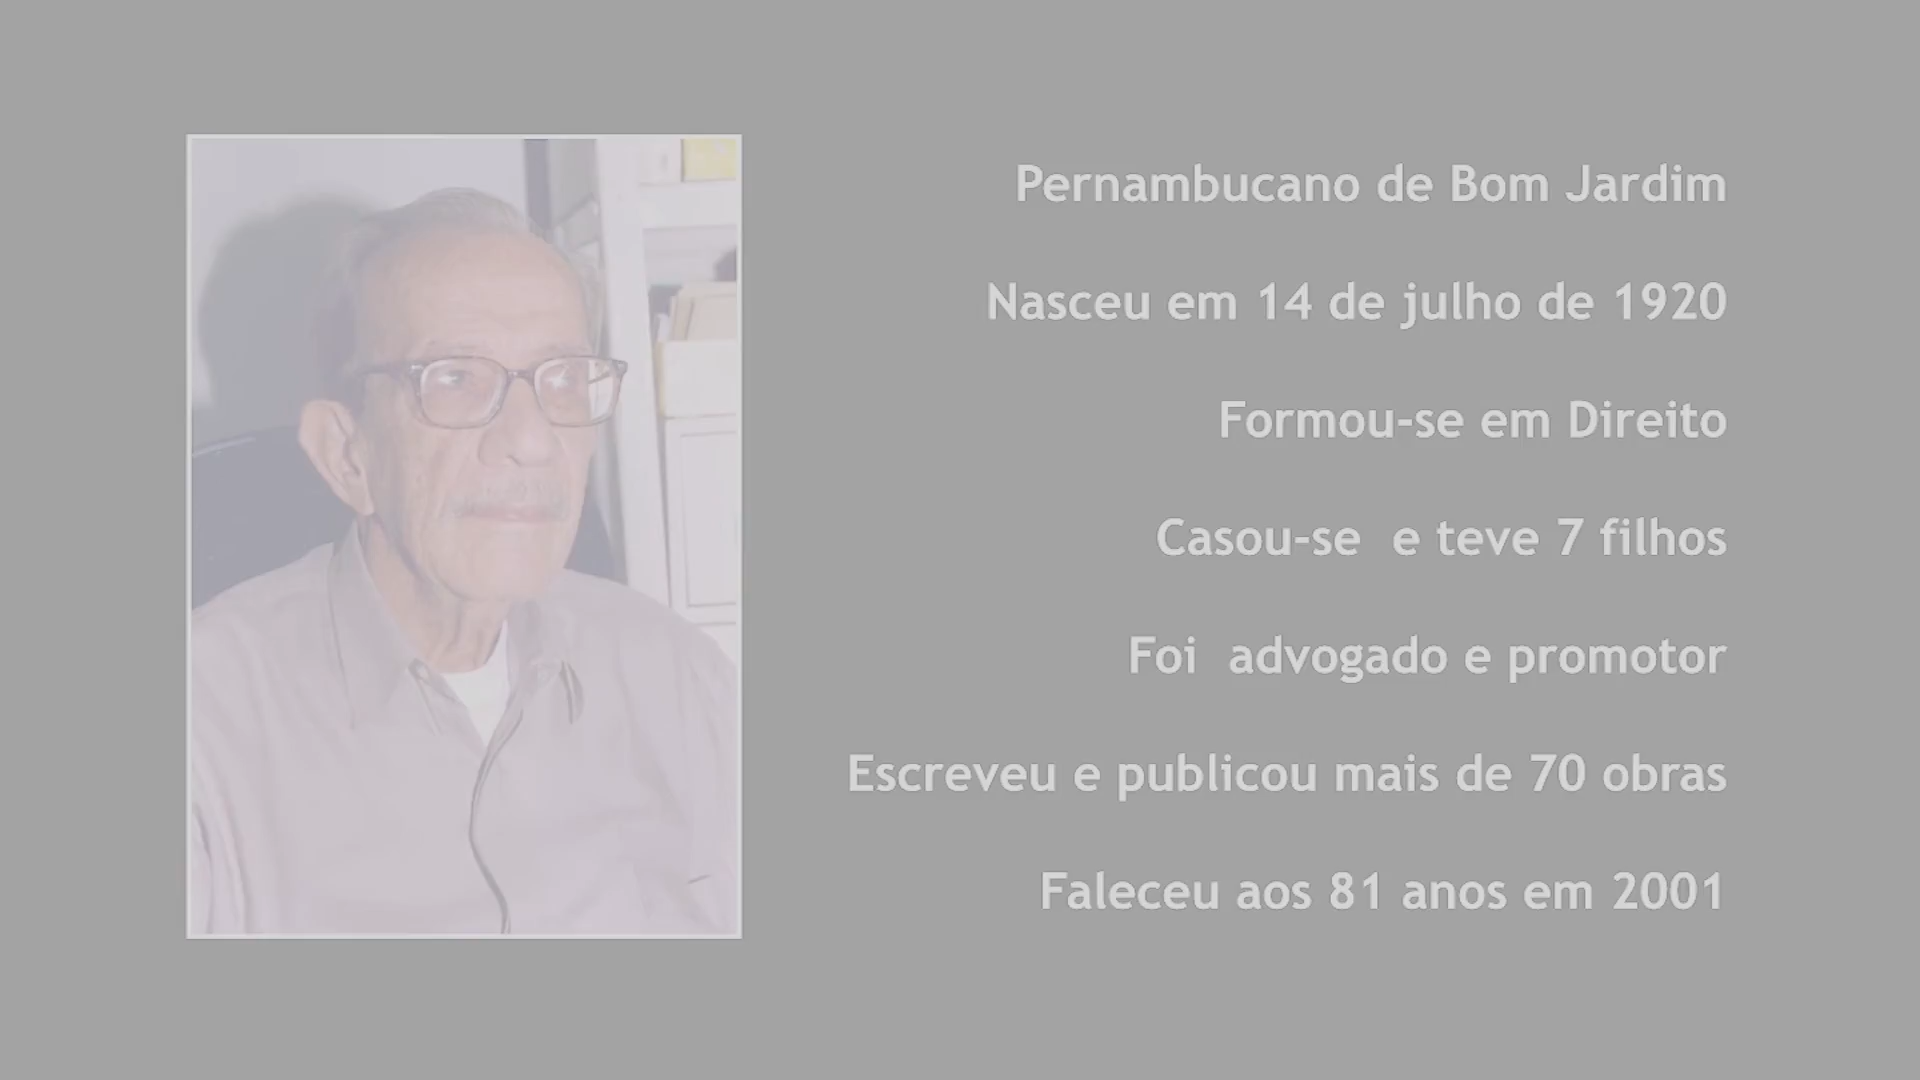 Pernambucano de Bom Jardim
Nasceu em 14 de julho de 1920
Formou-se em Direito
Casou-se  e teve 7 filhos
Foi  advogado e promotor
Escreveu e publicou mais de 70 obras
Faleceu aos 81 anos em 2001